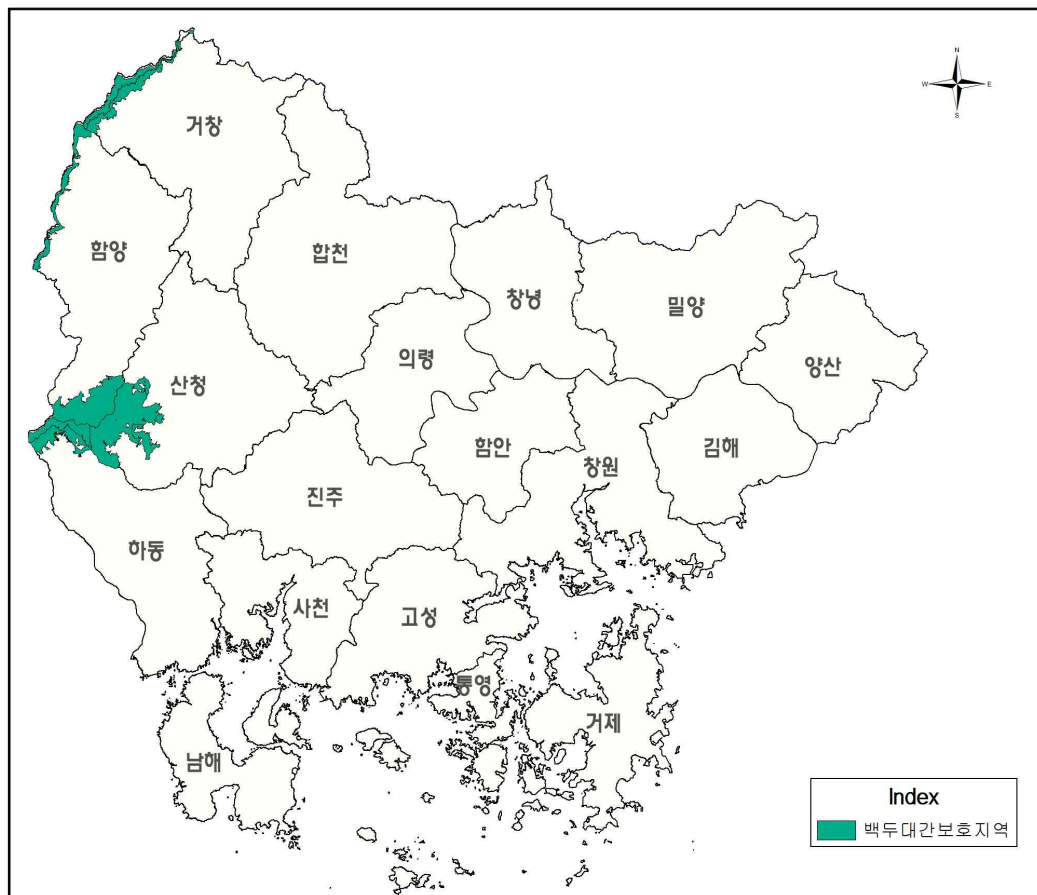 N
W E
S
거창
함양
합천
창녕
밀양
산청
의령
양산
함안
김해
창원
진주
하동
사천
고성
통영
거제
남해
Index
백두대간보호지역